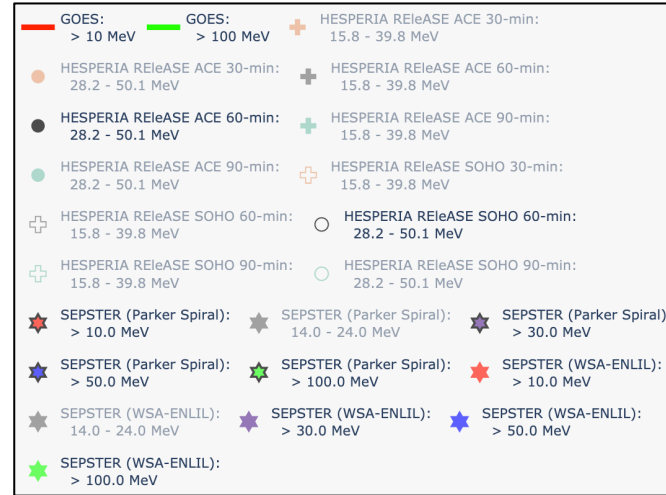 GOES: GOES: HESPERIA REleASE ACE 30-min:
> 10 MeV > 100 MeV 15.8 - 39.8 MeV
HESPERIA REleASE ACE 30-min: HESPERIA REleASE ACE 60-min:
28.2 - 50.1 MeV 15.8 - 39.8 MeV
HESPERIA REleASE ACE 60-min: HESPERIA REleASE ACE 90-min:
28.2 - 50.1 MeV 15.8 - 39.8 MeV
HESPERIA REleASE ACE 90-min: HESPERIA REleASE SOHO 30-min:
28.2 - 50.1 MeV 15.8 - 39.8 MeV
HESPERIA REleASE SOHO 60-min: HESPERIA REleASE SOHO 60-min:
15.8 - 39.8 MeV 28.2 - 50.1 MeV
HESPERIA REleASE SOHO 90-min: HESPERIA REleASE SOHO 90-min:
15.8 - 39.8 MeV 28.2 - 50.1 MeV
SEPSTER (Parker Spiral): SEPSTER (Parker Spiral): SEPSTER (Parker Spiral)
> 10.0 MeV 14.0 - 24.0 MeV > 30.0 MeV
SEPSTER (Parker Spiral): SEPSTER (Parker Spiral): SEPSTER (WSA-ENLIL):
> 50.0 MeV > 100.0 MeV > 10.0 MeV
SEPSTER (WSA-ENLIL): SEPSTER (WSA-ENLIL): SEPSTER (WSA-ENLIL):
14.0 - 24.0 MeV > 30.0 MeV > 50.0 MeV
SEPSTER (WSA-ENLIL):
> 100.0 MeV